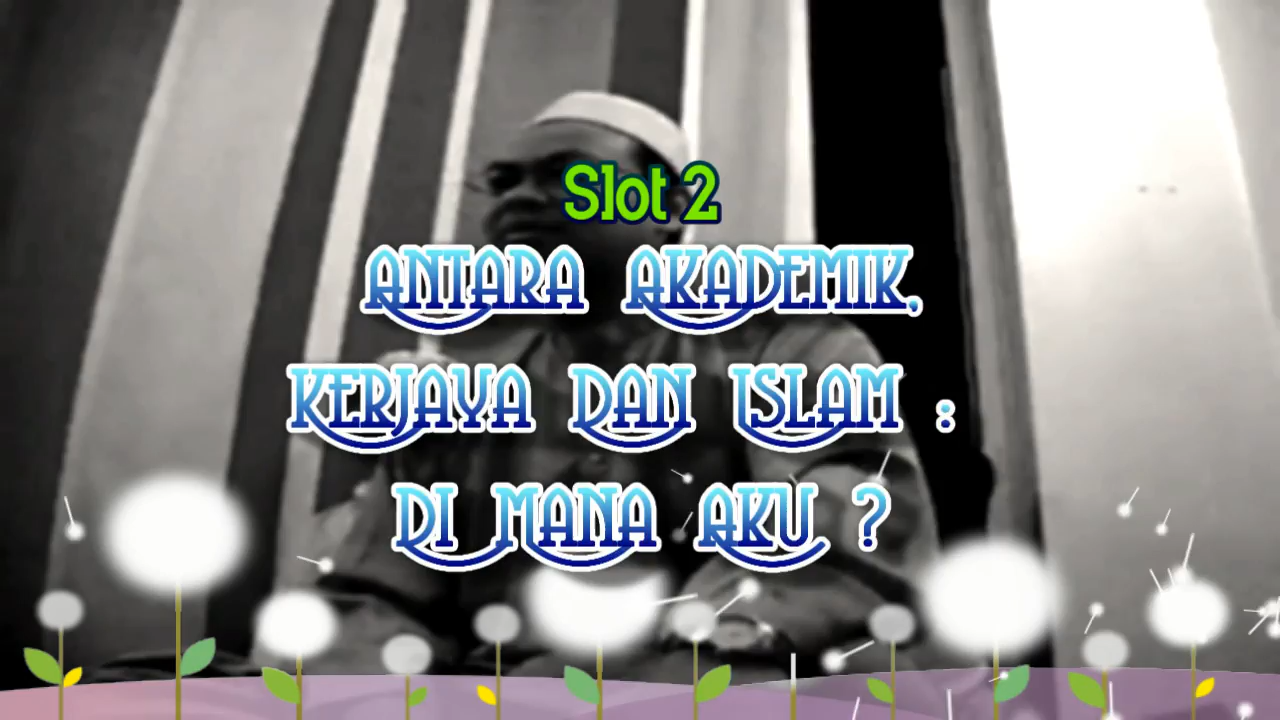 Slot 2
ANTARA AKADEMIK,
KERJAYA DAN ISLAM :
DI MANA AKU ?